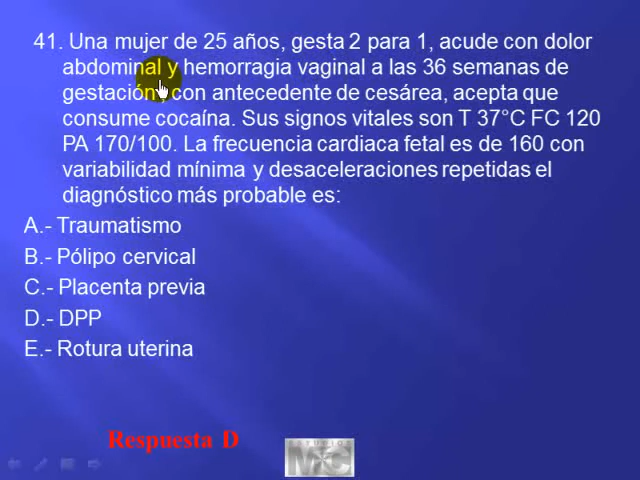 41. Una mujer de 25 años, gesta 2 para 1, acude con dolor
abdominal y hemorragia vaginal a las 36 semanas de
gestación, con antecedente de cesárea, acepta que
consume cocaína. Sus signos vitales son T 37°C FC 120
PA 170/100. La frecuencia cardiaca fetal es de 160 con
variabilidad mínima y desaceleraciones repetidas el
diagnóstico más probable es:
A.- Traumatismo
B.- Pólipo cervical
C.- Placenta previa
D.- DPP
E.- Rotura uterina
Respuesta D
ESTUDIOS
MC